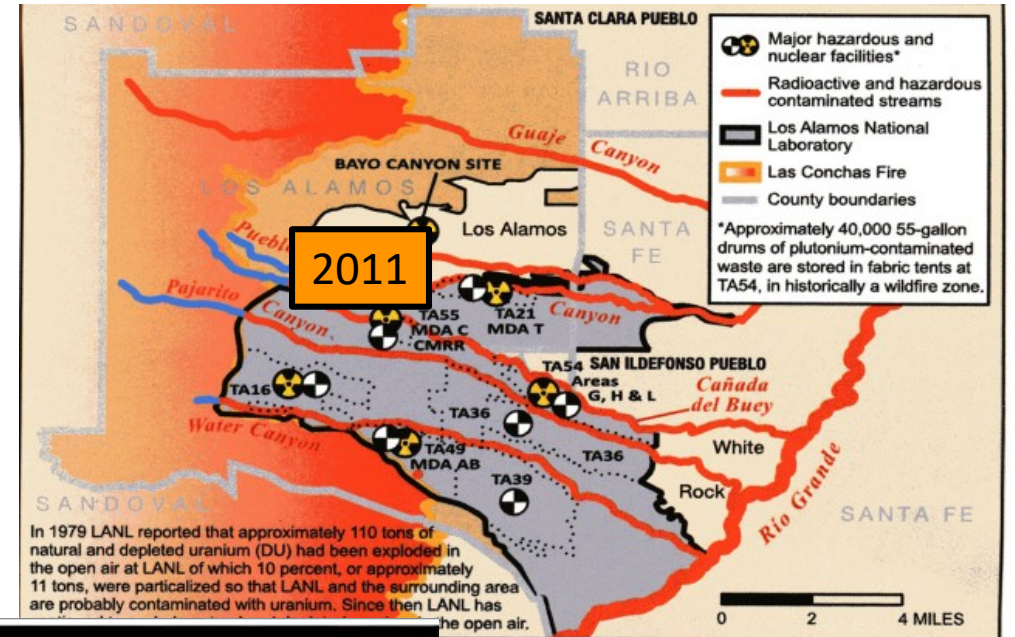 SANDOVAL
SANTA CLARA PUEBLO
RIO
ARRIBA
Major hazardous and
nuclear facilities*
Radioactive and hazardous
contaminated streams
Los Alamos National
Laboratory
Las Conchas Fire
County boundaries
*Approximately 40,000 55-gallon
drums of plutonium-contaminated
waste are stored in fabric tents at
TA54, in historically a wildfire zone.
Guaje Canyon
BAYO CANYON SITE
LOS ALAMOS
Los Alamos
SANTA
FE
2011
Pajarito
Canyon
TA55
MDA C
CMRR
TA21
MDA T
Canyon
SAN ILDEFONSO PUEBLO
TA54
Areas
G, H & L
Cañada
del Buey
TA16
TA36
Water Canyon
TA49
MDA AB
TA36
White
Rock
TA39
Rio Grande
SANDOVAL
SANTA FE
In 1979 LANL reported that approximately 110 tons of
natural and depleted uranium (DU) had been exploded in
the open air at LANL of which 10 percent, or approximately
11 tons, were particalized so that LANL and the surrounding area
are probably contaminated with uranium. Since then LANL has
the open air.
0 2 4 MILES